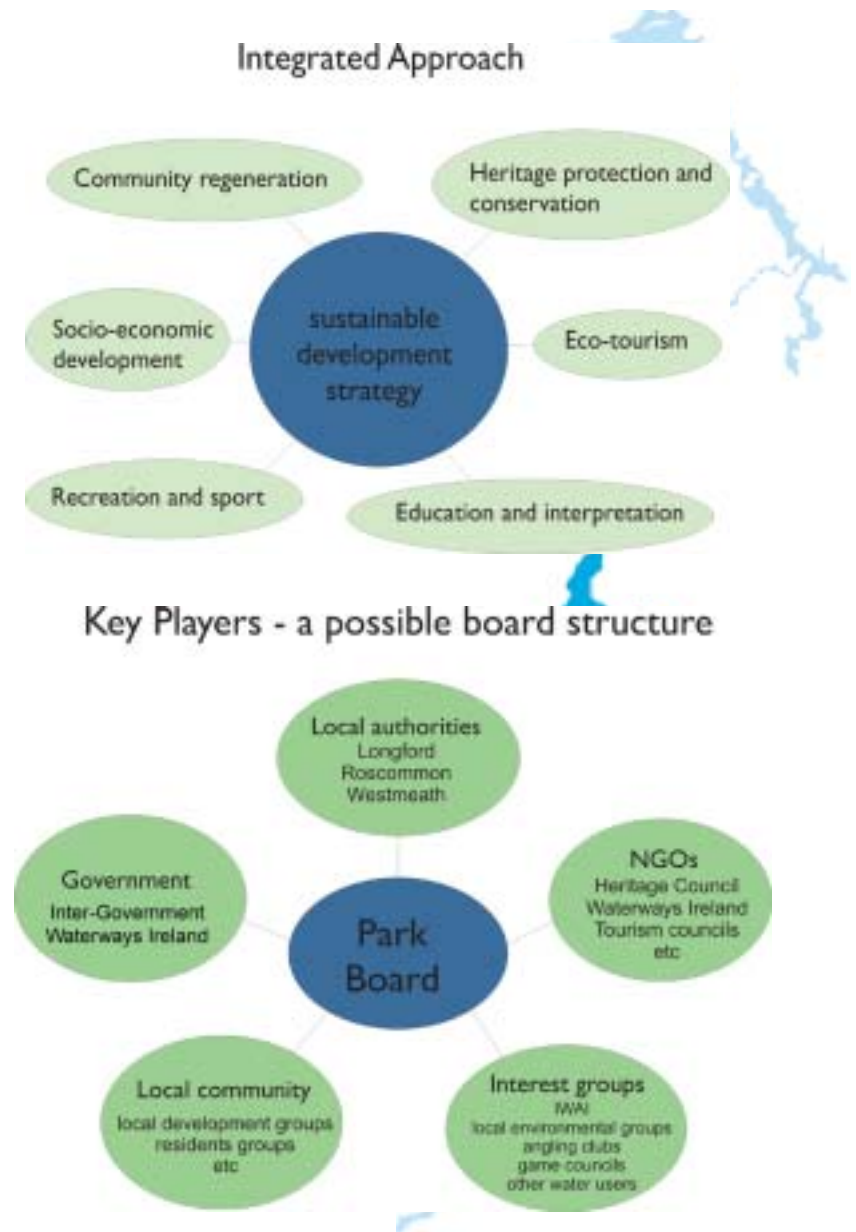 Integrated Approach
Community regeneration
Heritage protection and
conservation
Socio-economic
development
sustainable
development
strategy
Eco-tourism
Recreation and sport
Education and interpretation
Key Players - a possible board structure
Local authorities
Longford
Roscommon
Westmeath
Government
Inter-Government
Waterways Ireland
NGOs
Heritage Council
Waterways Ireland
Tourism councils
etc
Park
Board
Local community
local development groups
residents groups
etc
Interest groups
IWAI
local environmental groups
angling clubs
game councils
other water users